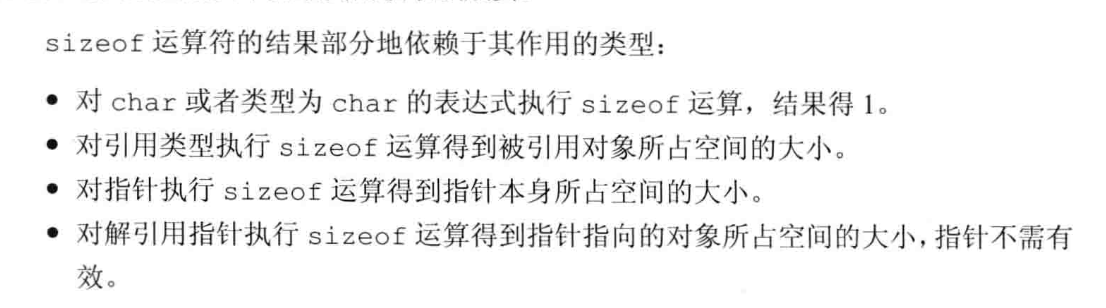 sizeof 运算符的结果部分地依赖于其作用的类型：
● 对 char 或者类型为 char 的表达式执行 sizeof 运算，结果得 1。
● 对引用类型执行 sizeof 运算得到被引用对象所占空间的大小。
● 对指针执行 sizeof 运算得到指针本身所占空间的大小。
● 对解引用指针执行 sizeof 运算得到指针指向的对象所占空间的大小，指针不需有
效。